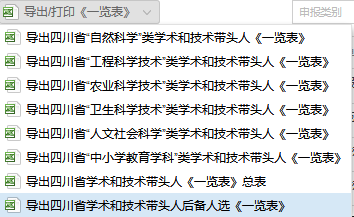 导出/打印《一览表》
申报类别
导出四川省“自然科学”类学术和技术带头人《一览表》
导出四川省“工程科学技术”类学术和技术带头人《一览表》
导出四川省“农业科学技术”类学术和技术带头人《一览表》
导出四川省“卫生科学技术”类学术和技术带头人《一览表》
导出四川省“人文社会科学”类学术和技术带头人《一览表》
导出四川省“中小学教育学科”类学术和技术带头人《一览表》
导出四川省学术和技术带头人《一览表》总表
导出四川省学术和技术带头人后备人选《一览表》